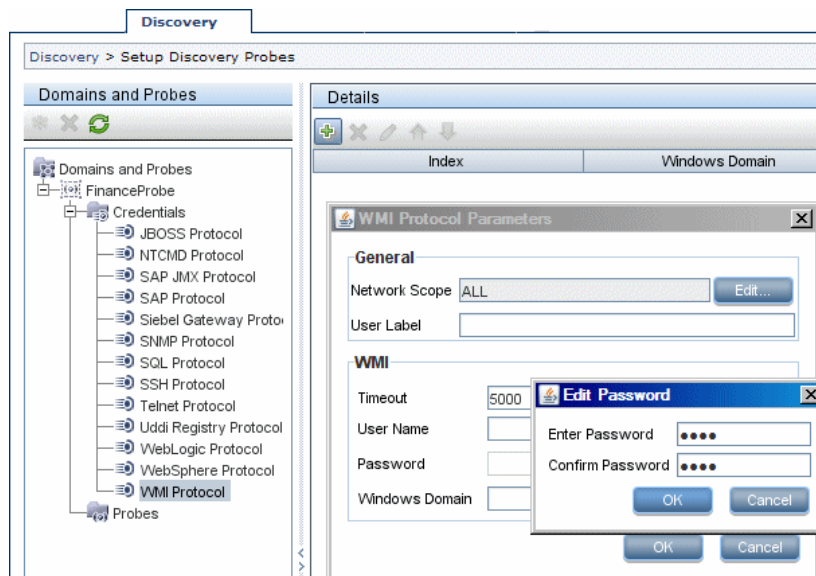 Discovery
Discovery > Setup Discovery Probes
Domains and Probes
Domains and Probes
FinanceProbe
Credentials
JBOSS Protocol
NTCMD Protocol
SAP JMX Protocol
SAP Protocol
Siebel Gateway Proto
SNMP Protocol
SQL Protocol
SSH Protocol
Telnet Protocol
Uddi Registry Protocol
WebLogic Protocol
WebSphere Protocol
WMI Protocol
Probes
Details
Index Windows Domain
WMI Protocol Parameters
General
Network Scope ALL Edit...
User Label
WMI
Timeout 5000
User Name
Password
Windows Domain
Edit Password
Enter Password ••••
Confirm Password ••••
OK Cancel
OK Cancel